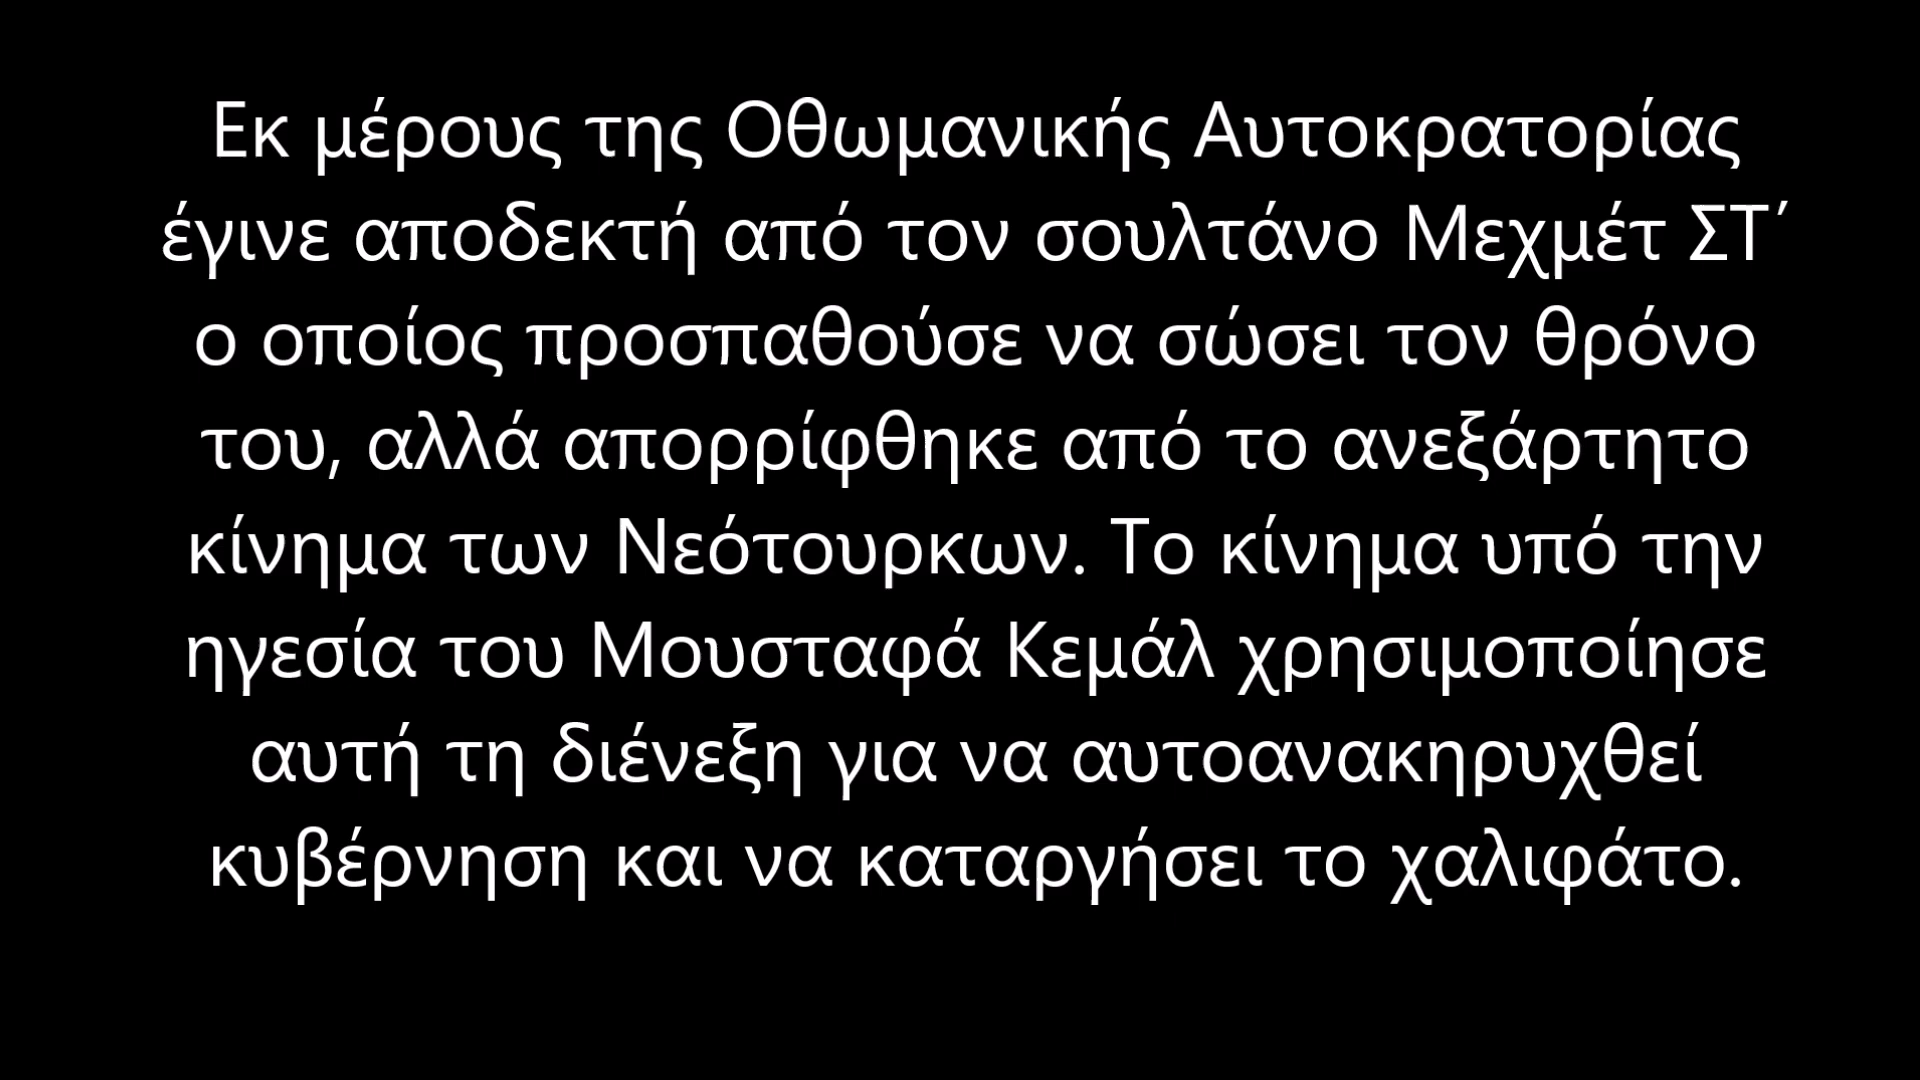 Εκ μέρους της Οθωμανικής Αυτοκρατορίας
έγινε αποδεκτή από τον σουλτάνο Μεχμέτ ΣΤ΄
ο οποίος προσπαθούσε να σώσει τον θρόνο
του, αλλά απορρίφθηκε από το ανεξάρτητο
κίνημα των Νεότουρκων. Το κίνημα υπό την
ηγεσία του Μουσταφά Κεμάλ χρησιμοποίησε
αυτή τη διένεξη για να αυτοανακηρυχθεί
κυβέρνηση και να καταργήσει το χαλιφάτο.